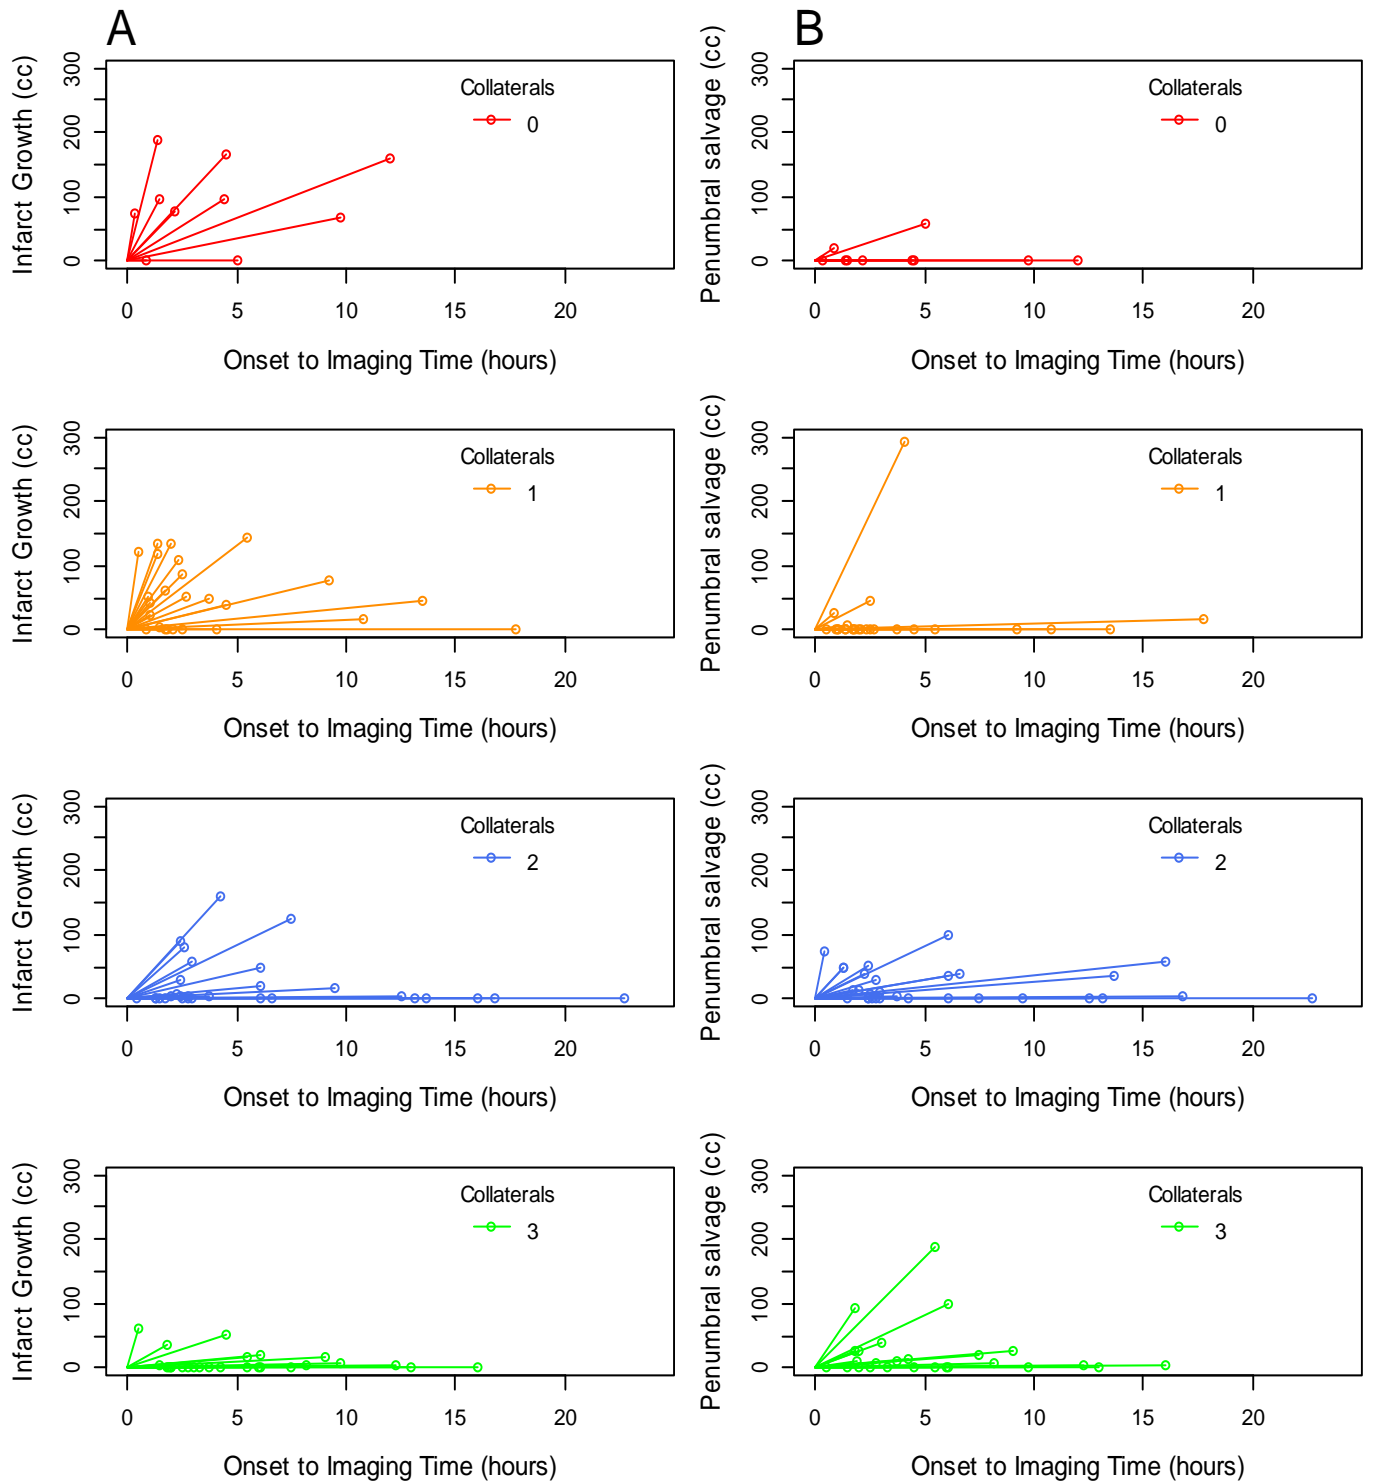 A
B
Infarct Growth (cc)
0 100 200 300
Collaterals
0
0 5 10 15 20
Onset to Imaging Time (hours)
Penumbral salvage (cc)
0 100 200 300
Collaterals
0
0 5 10 15 20
Onset to Imaging Time (hours)
Infarct Growth (cc)
0 100 200 300
Collaterals
1
0 5 10 15 20
Onset to Imaging Time (hours)
Penumbral salvage (cc)
0 100 200 300
Collaterals
1
0 5 10 15 20
Onset to Imaging Time (hours)
Infarct Growth (cc)
0 100 200 300
Collaterals
2
0 5 10 15 20
Onset to Imaging Time (hours)
Penumbral salvage (cc)
0 100 200 300
Collaterals
2
0 5 10 15 20
Onset to Imaging Time (hours)
Infarct Growth (cc)
0 100 200 300
Collaterals
3
0 5 10 15 20
Onset to Imaging Time (hours)
Penumbral salvage (cc)
0 100 200 300
Collaterals
3
0 5 10 15 20
Onset to Imaging Time (hours)